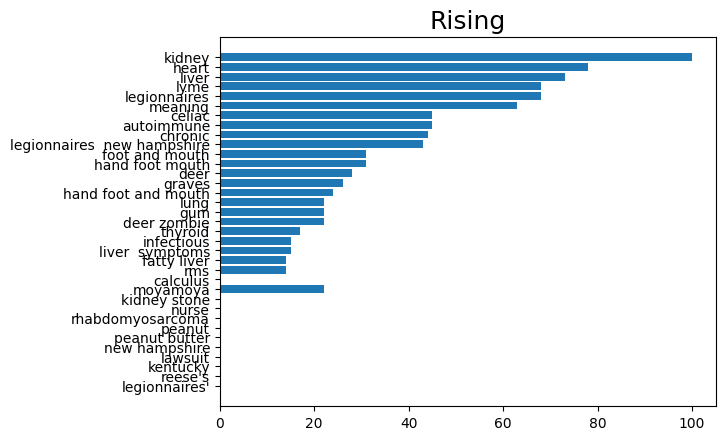 Rising
kidney
heart
liver
lyme
legionnaires
meaning
celiac
autoimmune
chronic
legionnaires  new hampshire
foot and mouth
hand foot mouth
deer
graves
hand foot and mouth
lung
gum
deer zombie
thyroid
infectious
liver  symptoms
fatty liver
rms
calculus
moyamoya
kidney stone
nurse
rhabdomyosarcoma
peanut
peanut butter
new hampshire
lawsuit
kentucky
reese's
legionnaires'
0 20 40 60 80 100